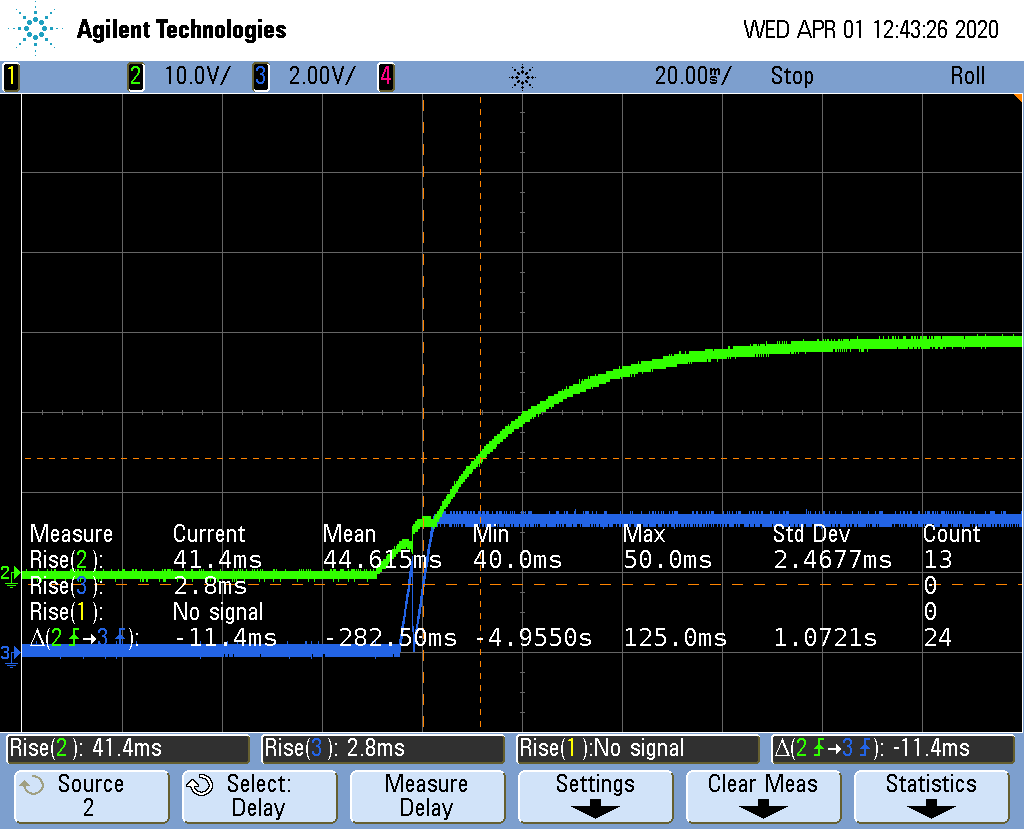 Agilent Technologies WED APR 01 12:43:26 2020
1 2 10.0V/ 3 2.00V/ 4 20.00ms/ Stop Roll
Measure Current Mean Min Max Std Dev Count
2 Rise(2): 41.4ms 44.615ms 40.0ms 50.0ms 2.4677ms 13
Rise(3): 2.8ms 0
Rise(1): No signal 0
3 Δ(2→3): -11.4ms -282.50ms -4.9550s 125.0ms 1.0721s 24
Rise(2): 41.4ms Rise(3): 2.8ms Rise(1):No signal Δ(2→3): -11.4ms
Source Select: Measure Settings Clear Meas Statistics
2 Delay Delay